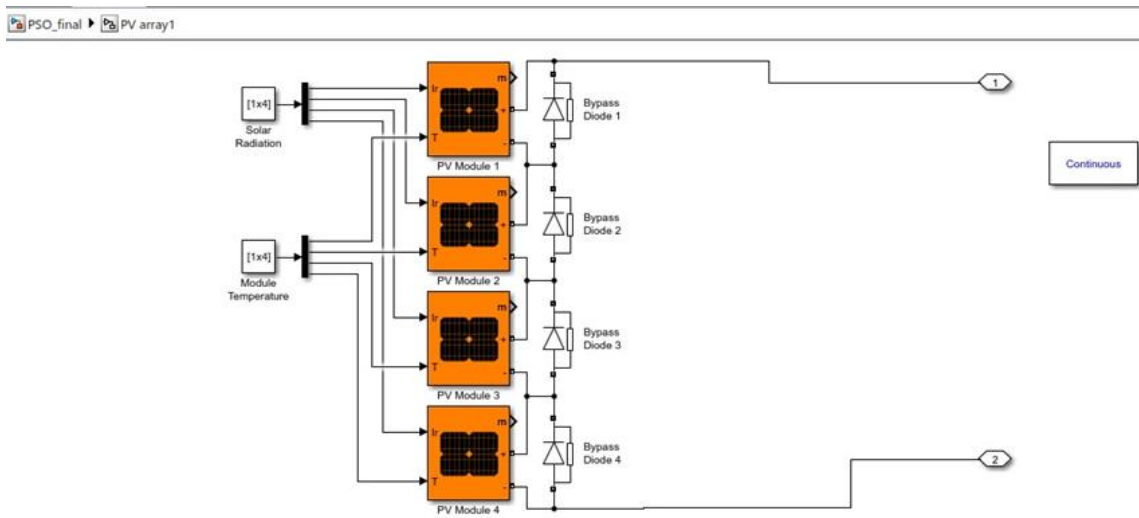 PSO_final PV array1
[1x4]
Solar
Radiation
[1x4]
Module
Temperature
Ir
T
m
+
-
PV Module 1
Ir
T
m
+
-
PV Module 2
Ir
T
m
+
-
PV Module 3
Ir
T
m
+
-
PV Module 4
Bypass
Diode 1
Bypass
Diode 2
Bypass
Diode 3
Bypass
Diode 4
1
2
Continuous